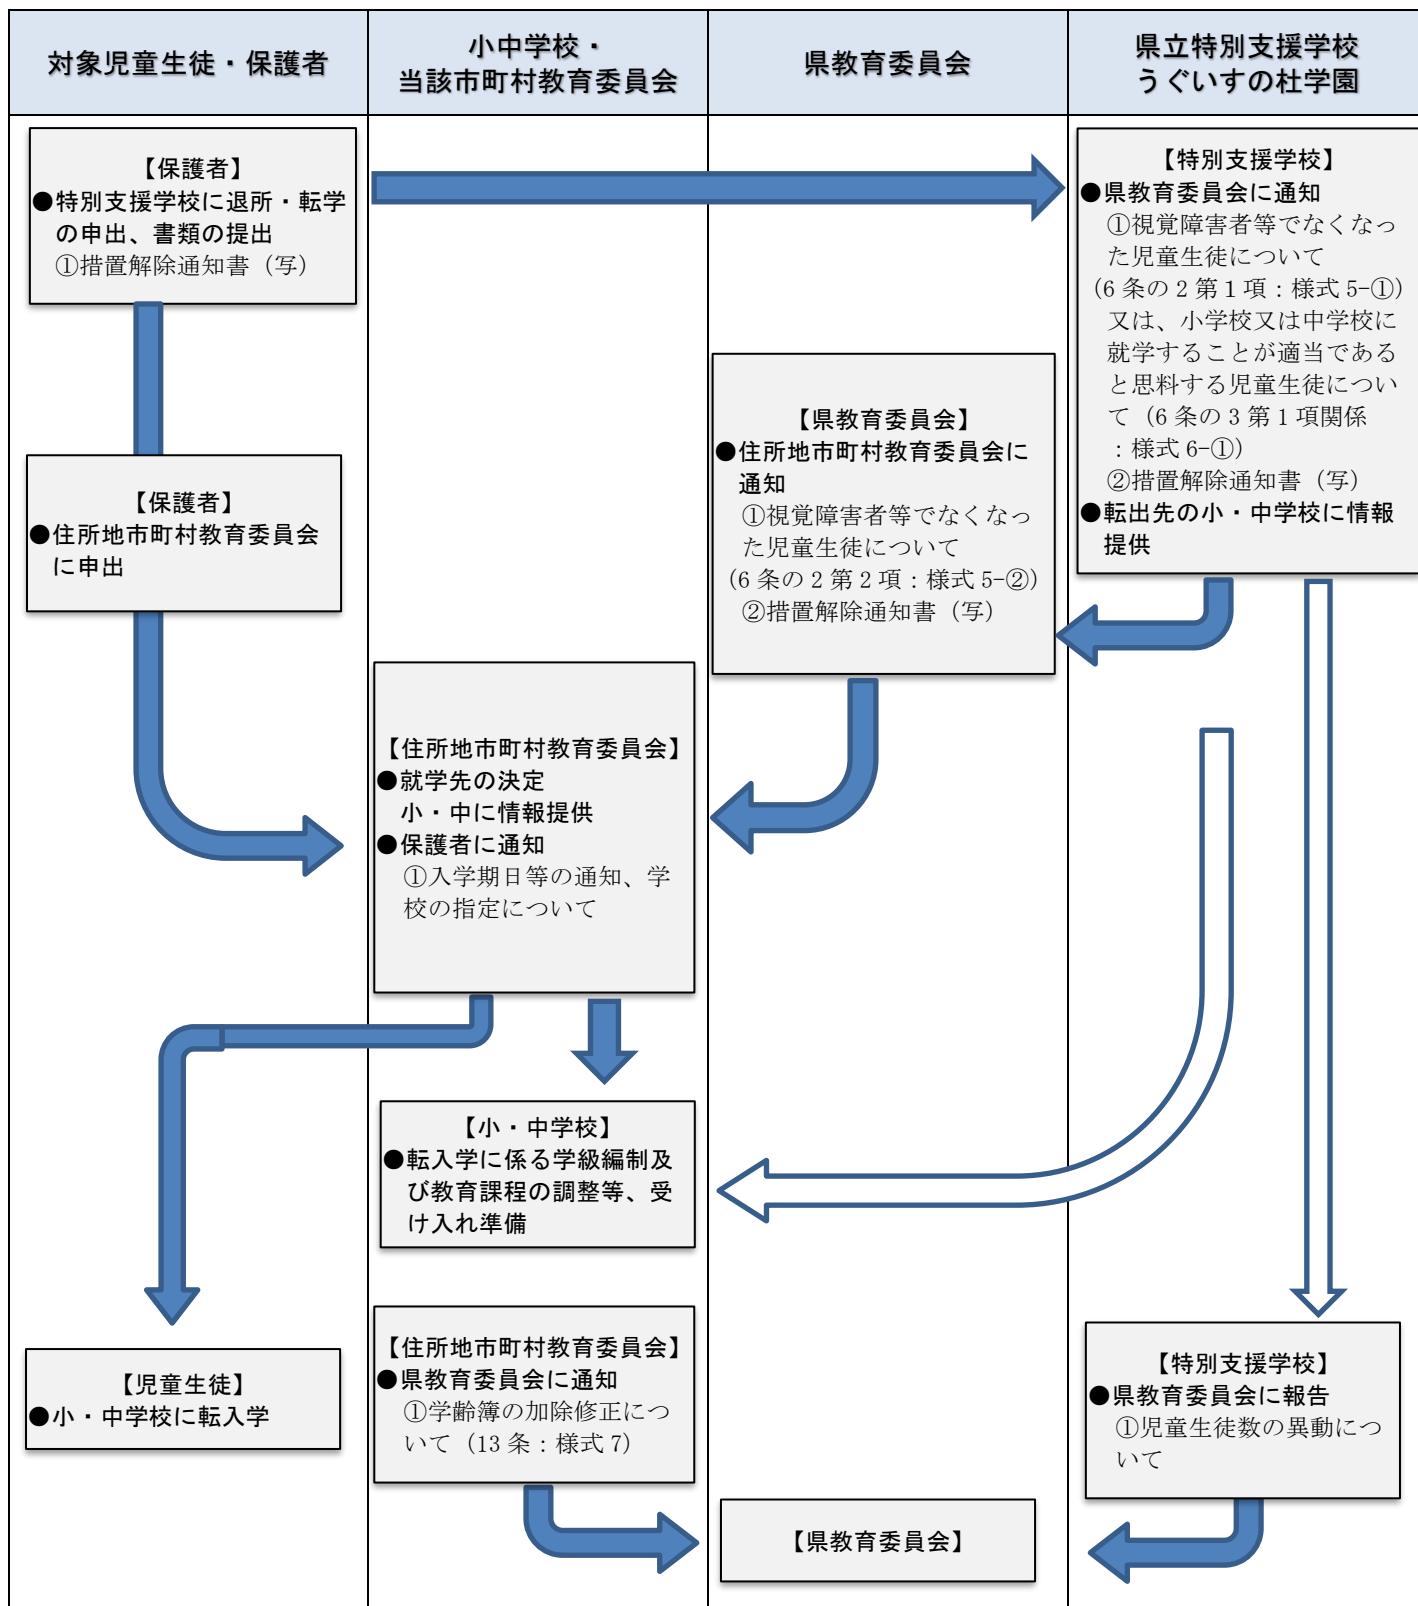 対象児童生徒・保護者
小中学校・
当該市町村教育委員会
県教育委員会
県立特別支援学校
うぐいすの杜学園
【保護者】
●特別支援学校に退所・転学
の申出、書類の提出
①措置解除通知書（写）
【特別支援学校】
●県教育委員会に通知
①視覚障害者等でなくなっ
た児童生徒について
（6 条の 2 第 1 項：様式 5-①）
又は、小学校又は中学校に
就学することが適当である
と思料する児童生徒につい
て（6 条の 3 第 1 項関係
：様式 6-①）
②措置解除通知書（写）
●転出先の小・中学校に情報
提供
【県教育委員会】
●住所地市町村教育委員会に
通知
①視覚障害者等でなくなっ
た児童生徒について
（6 条の 2 第 2 項：様式 5-②）
②措置解除通知書（写）
【保護者】
●住所地市町村教育委員会
に申出
【住所地市町村教育委員会】
●就学先の決定
小・中に情報提供
●保護者に通知
①入学期日等の通知、学
校の指定について
【小・中学校】
●転入学に係る学級編制及
び教育課程の調整等、受
け入れ準備
【住所地市町村教育委員会】
●県教育委員会に通知
①学齢簿の加除修正につ
いて（13 条：様式 7）
【児童生徒】
●小・中学校に転入学
【特別支援学校】
●県教育委員会に報告
①児童生徒数の異動につ
いて
【県教育委員会】